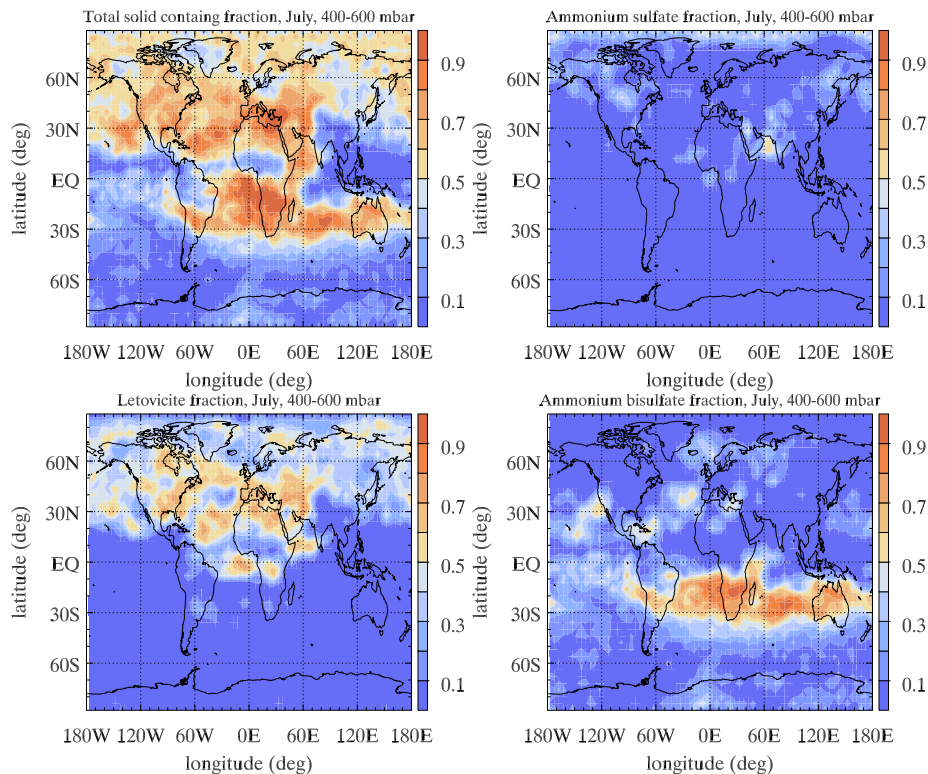 Total solid containg fraction, July, 400-600 mbar
latitude (deg)
60N
30N
EQ
30S
60S
180W 120W 60W 0E 60E 120E 180E
longitude (deg)
0.9
0.7
0.5
0.3
0.1
Ammonium sulfate fraction, July, 400-600 mbar
latitude (deg)
60N
30N
EQ
30S
60S
180W 120W 60W 0E 60E 120E 180E
longitude (deg)
0.9
0.7
0.5
0.3
0.1
Letovicite fraction, July, 400-600 mbar
latitude (deg)
60N
30N
EQ
30S
60S
180W 120W 60W 0E 60E 120E 180E
longitude (deg)
0.9
0.7
0.5
0.3
0.1
Ammonium bisulfate fraction, July, 400-600 mbar
latitude (deg)
60N
30N
EQ
30S
60S
180W 120W 60W 0E 60E 120E 180E
longitude (deg)
0.9
0.7
0.5
0.3
0.1